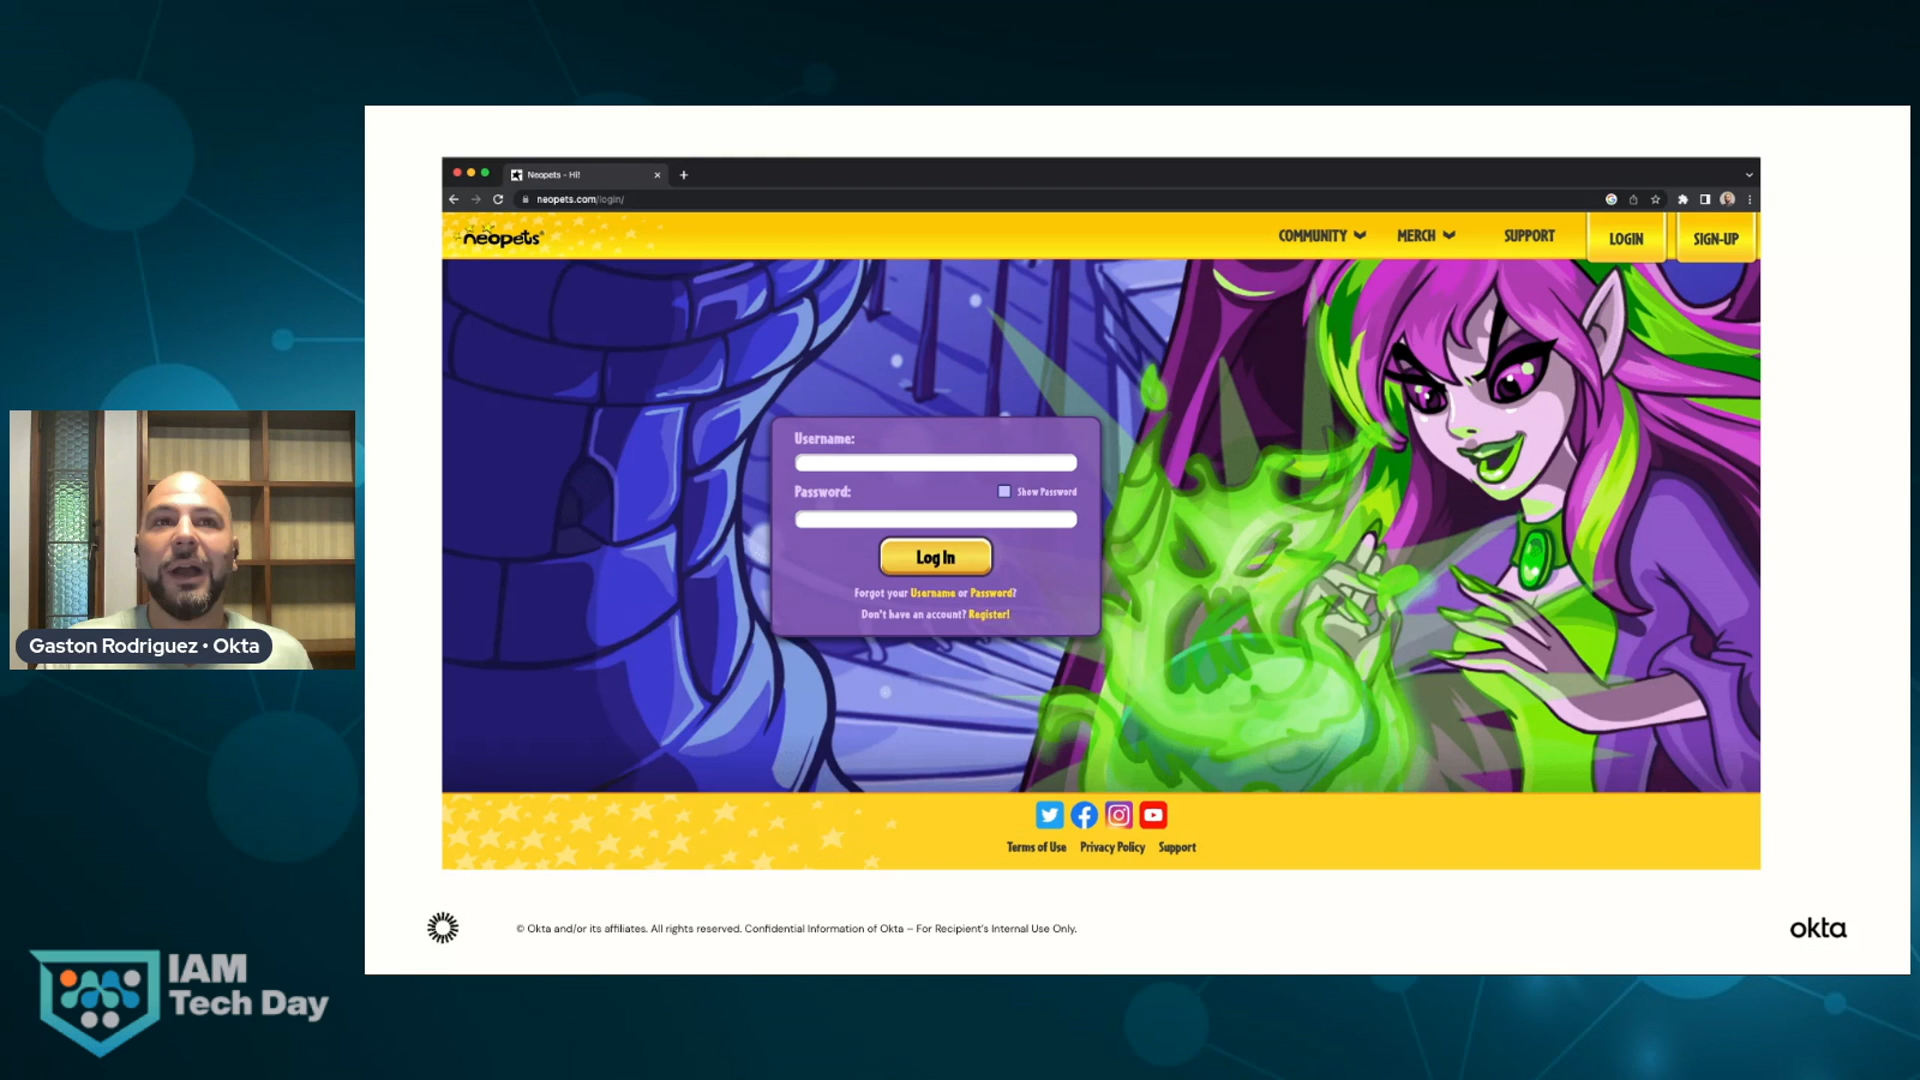 Neopets - Hi!
neopets.com/login/
neopets
COMMUNITY
MERCH
SUPPORT
LOGIN
SIGN-UP
Username:
Password:
Show Password
Log In
Forgot your Username or Password?
Don't have an account? Register!
Terms of Use
Privacy Policy
Support
Gaston Rodriguez • Okta
© Okta and/or its affiliates. All rights reserved. Confidential Information of Okta – For Recipient's Internal Use Only.
okta
IAM
Tech Day